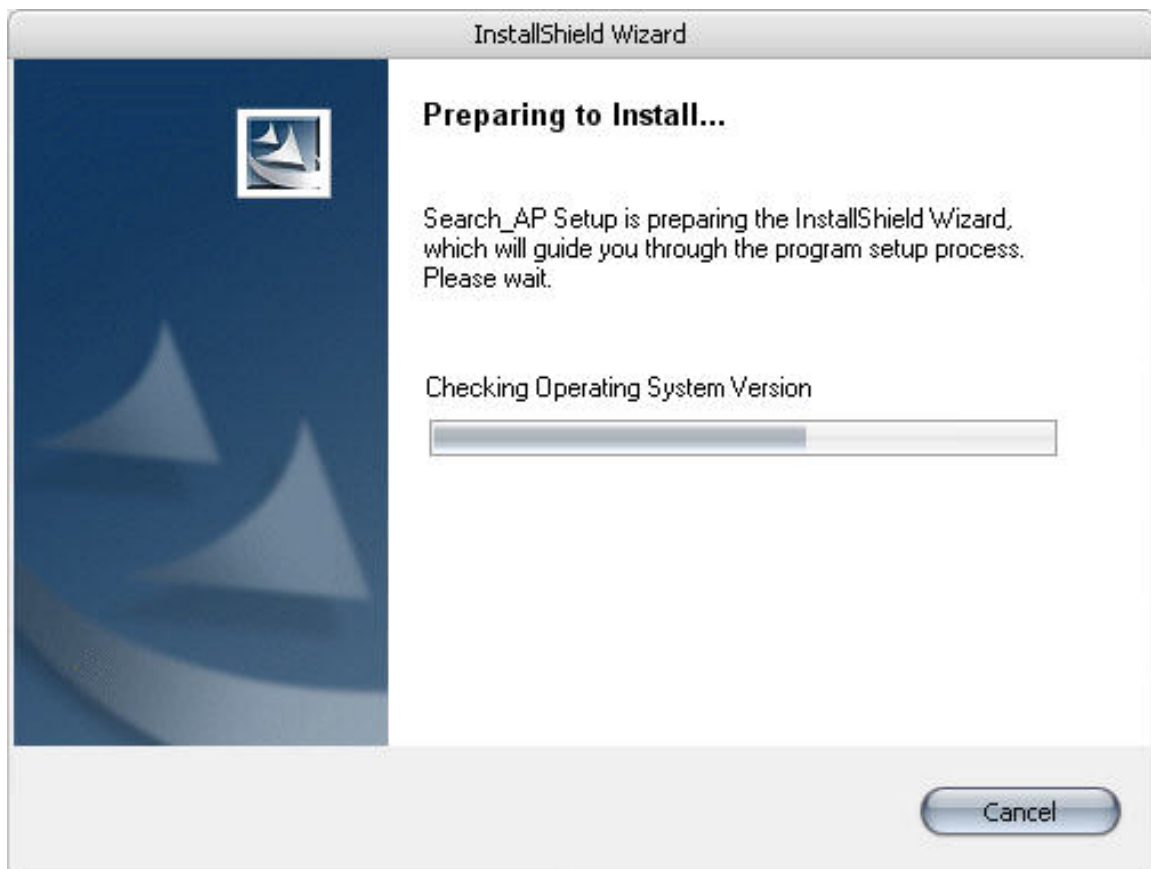 InstallShield Wizard
Preparing to Install...
Search_AP Setup is preparing the InstallShield Wizard,
which will guide you through the program setup process.
Please wait.
Checking Operating System Version
Cancel